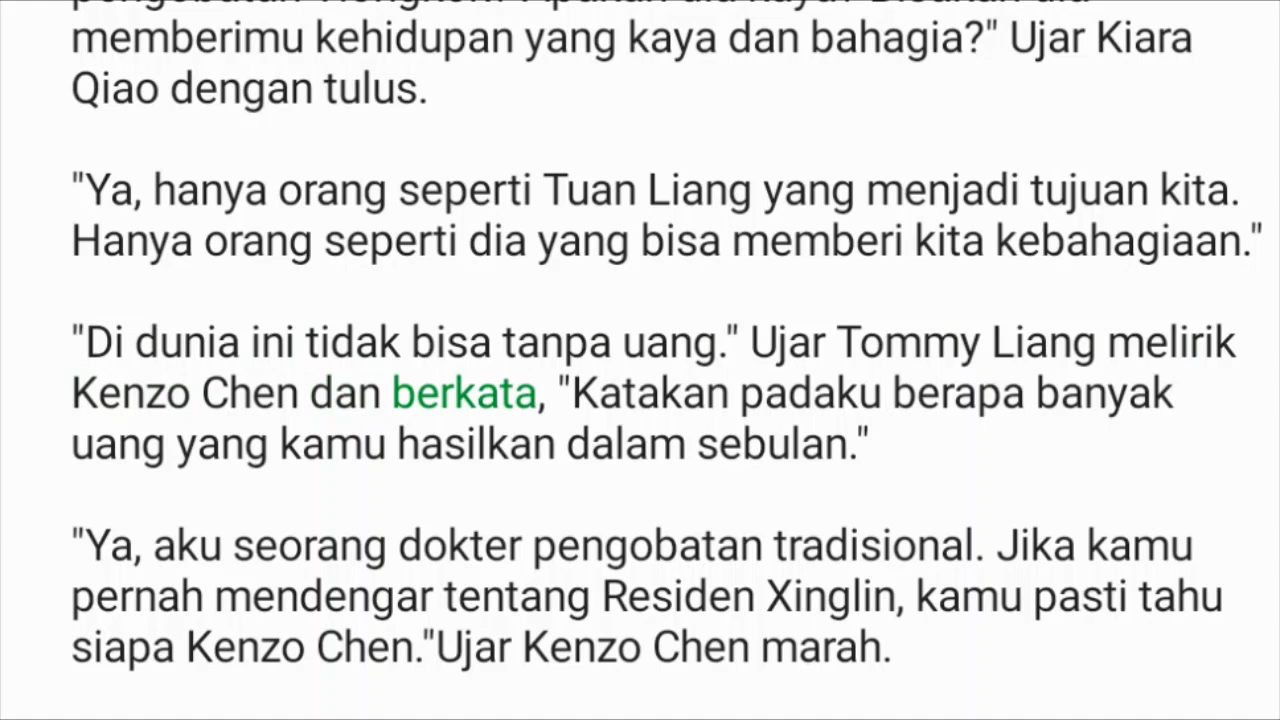 memberimu kehidupan yang kaya dan bahagia?" Ujar Kiara
Qiao dengan tulus.
"Ya, hanya orang seperti Tuan Liang yang menjadi tujuan kita.
Hanya orang seperti dia yang bisa memberi kita kebahagiaan."
"Di dunia ini tidak bisa tanpa uang." Ujar Tommy Liang melirik
Kenzo Chen dan berkata, "Katakan padaku berapa banyak
uang yang kamu hasilkan dalam sebulan."
"Ya, aku seorang dokter pengobatan tradisional. Jika kamu
pernah mendengar tentang Residen Xinglin, kamu pasti tahu
siapa Kenzo Chen."Ujar Kenzo Chen marah.